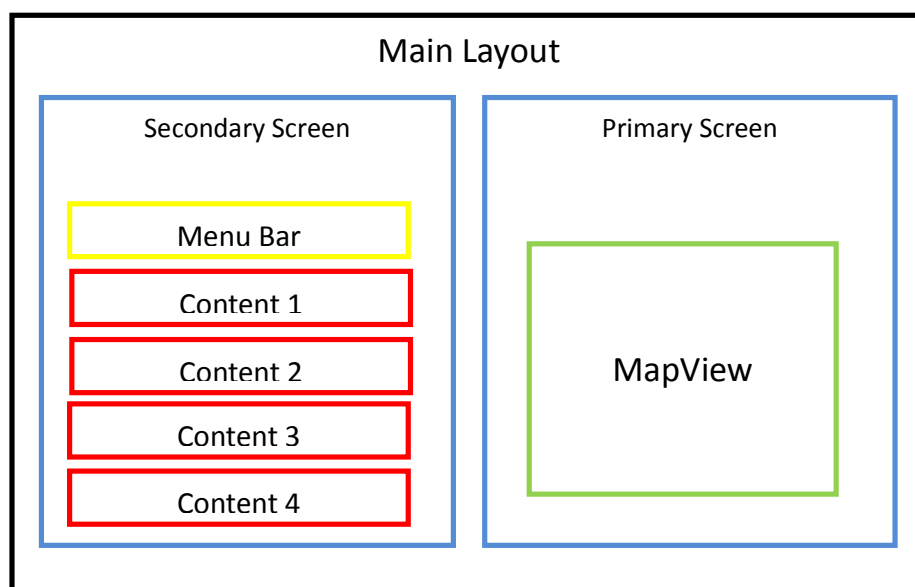 Main Layout
Secondary Screen
Menu Bar
Content 1
Content 2
Content 3
Content 4
Primary Screen
MapView